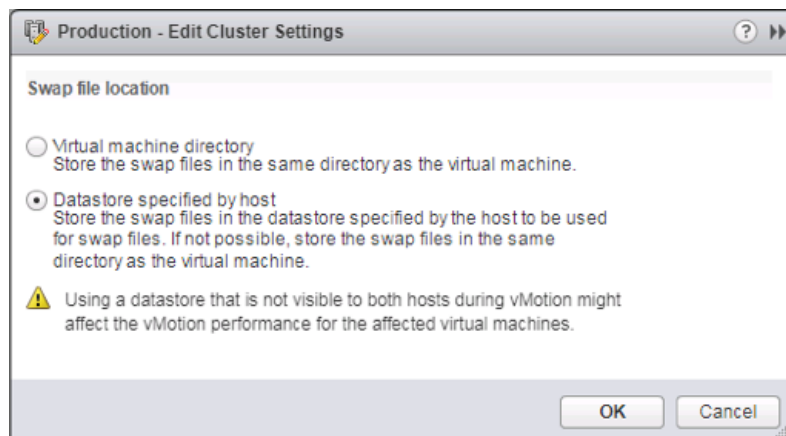 Production - Edit Cluster Settings
Swap file location
Virtual machine directory
Store the swap files in the same directory as the virtual machine.
Datastore specified by host
Store the swap files in the datastore specified by the host to be used
for swap files. If not possible, store the swap files in the same
directory as the virtual machine.
Using a datastore that is not visible to both hosts during vMotion might
affect the vMotion performance for the affected virtual machines.
OK Cancel